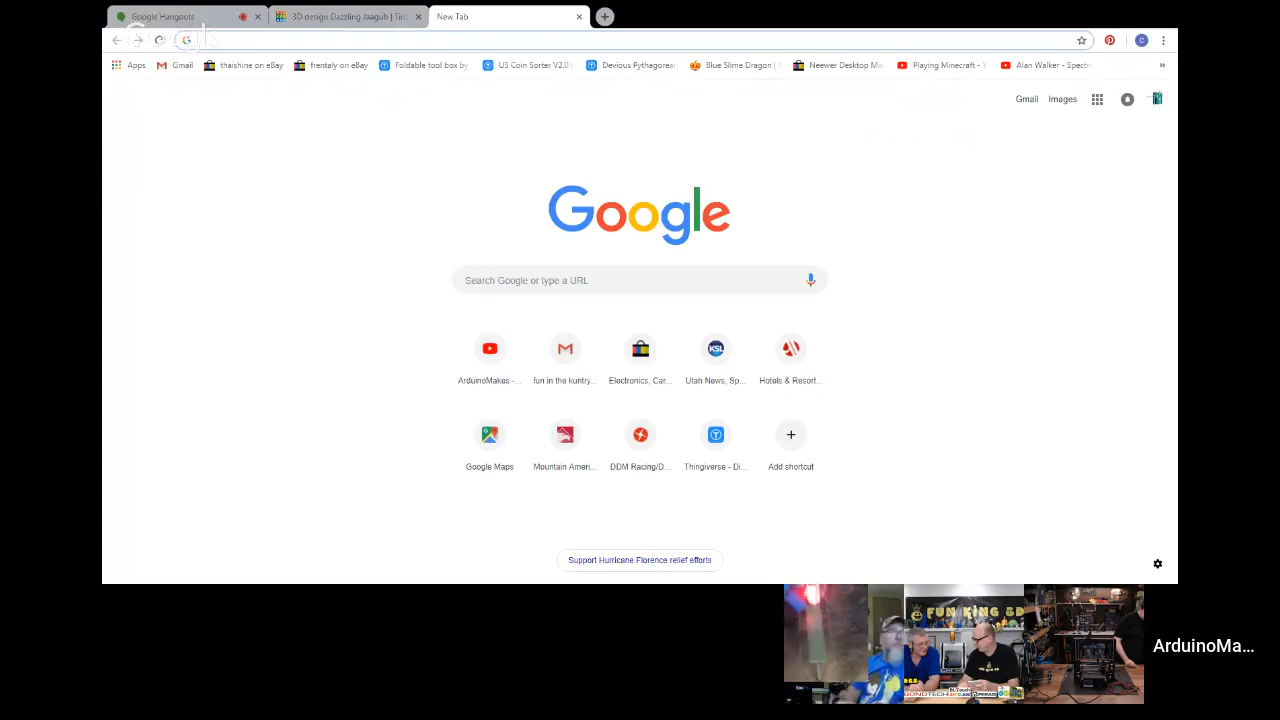 Google Hangouts
3D design Dazzling Jaagub | Tin
New Tab
Apps
Gmail
thaishine on eBay
frentaly on eBay
Foldable tool box by
US Coin Sorter V2.0
Devious Pythagorean
Blue Slime Dragon |
Neewer Desktop Mic
Playing Minecraft -
Alan Walker - Spectre
»
Gmail
Images
Google
Search Google or type a URL
ArduinoMakes -...
fun in the kuntry...
Electronics, Car...
KSL
Utah News, Sp...
Hotels & Resort...
Google Maps
Mountain Ameri...
DDM Racing/D...
Thingiverse - Di...
Add shortcut
Support Hurricane Florence relief efforts
FUN KING 3D
BONDTECH
BLTouch
ArduinoMa...